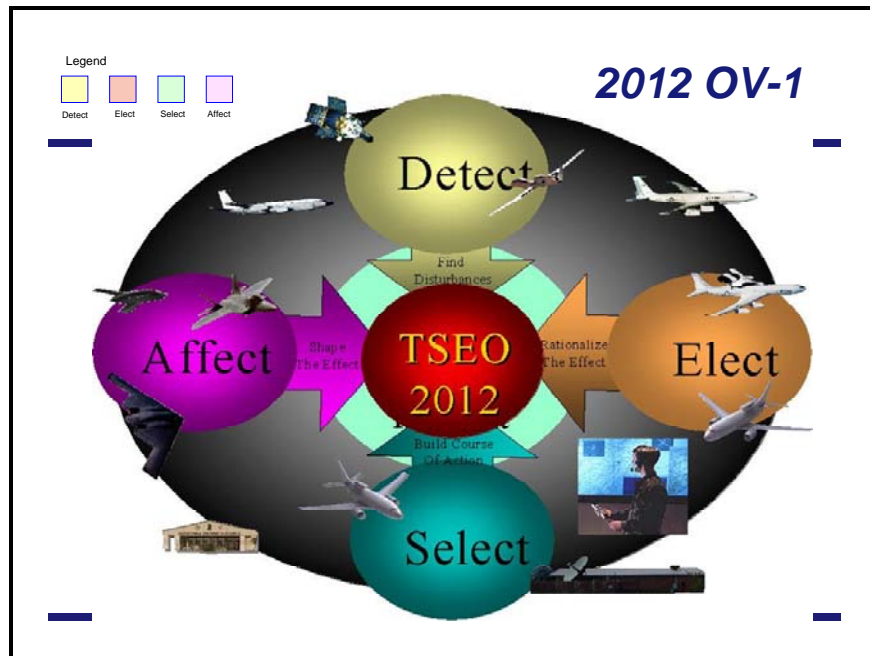 Legend
2012 OV-1
Detect Elect Select Affect
Detect
Find
Disturbances
Affect
Shape
The Effect
TSEO
2012
Rationalize
The Effect
Elect
Build Course
Of Action
Select